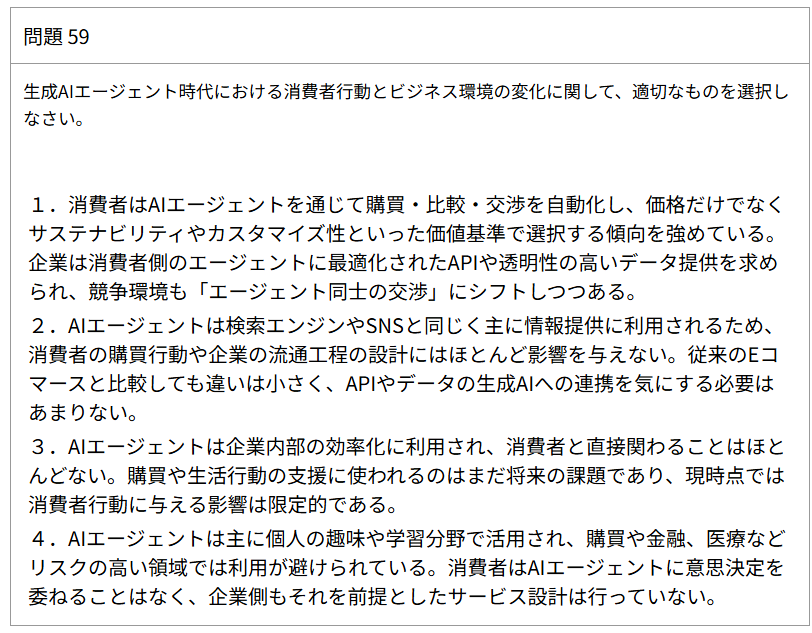 問題 59
生成AIエージェント時代における消費者行動とビジネス環境の変化に関して、適切なものを選択し
なさい。
１．消費者はAIエージェントを通じて購買・比較・交渉を自動化し、価格だけでなく
サステナビリティやカスタマイズ性といった価値基準で選択する傾向を強めている。
企業は消費者側のエージェントに最適化されたAPIや透明性の高いデータ提供を求め
られ、競争環境も「エージェント同士の交渉」にシフトしつつある。
２．AIエージェントは検索エンジンやSNSと同じく主に情報提供に利用されるため、
消費者の購買行動や企業の流通工程の設計にはほとんど影響を与えない。従来のEコ
マースと比較しても違いは小さく、APIやデータの生成AIへの連携を気にする必要は
あまりない。
３．AIエージェントは企業内部の効率化に利用され、消費者と直接関わることはほと
んどない。購買や生活行動の支援に使われるのはまだ将来の課題であり、現時点では
消費者行動に与える影響は限定的である。
４．AIエージェントは主に個人の趣味や学習分野で活用され、購買や金融、医療など
リスクの高い領域では利用が避けられている。消費者はAIエージェントに意思決定を
委ねることはなく、企業側もそれを前提としたサービス設計は行っていない。